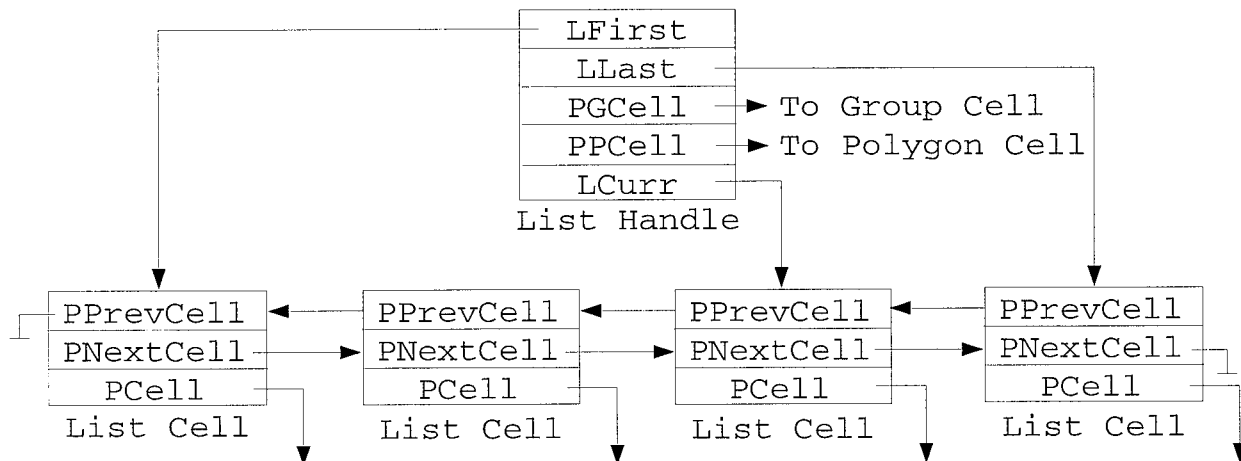 LFirst
LLast
PGCell To Group Cell
PPCell To Polygon Cell
LCurr
List Handle
PPrevCell PPrevCell PPrevCell PPrevCell
PNextCell PNextCell PNextCell PNextCell
PCell PCell PCell PCell
List Cell List Cell List Cell List Cell